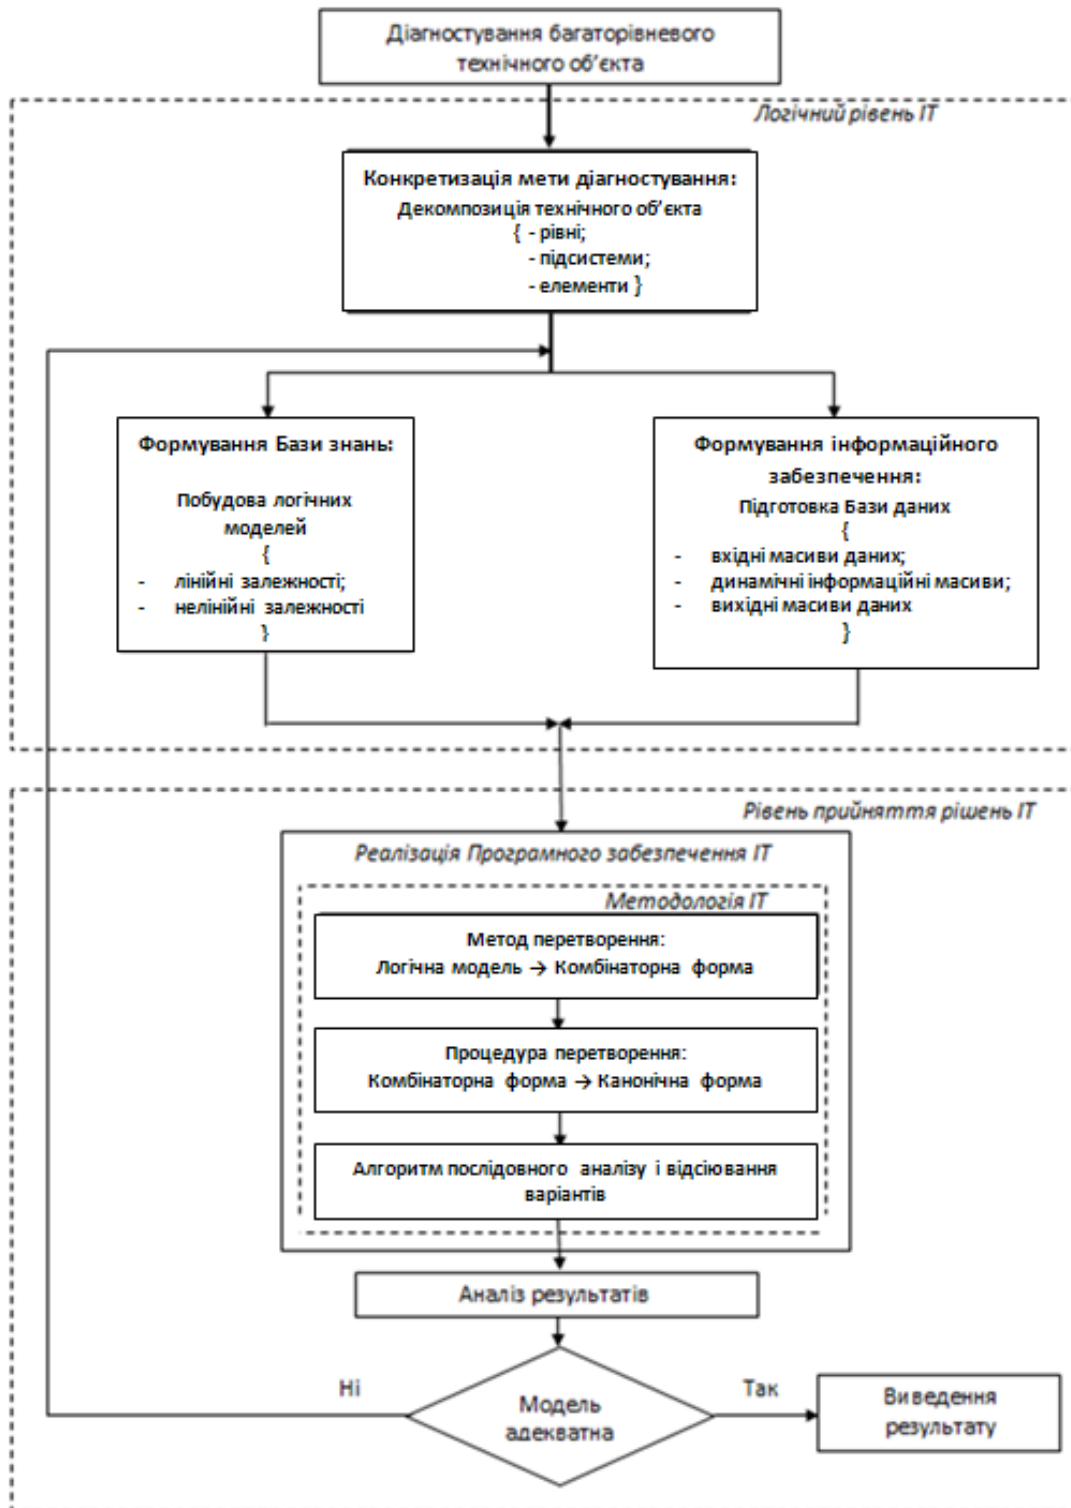 Діагностування багаторівневого
технічного об’єкта
Логічний рівень ІТ
Конкретизація мети діагностування:
Декомпозиція технічного об’єкта
{ - рівні;
- підсистеми;
- елементи }
Формування Бази знань:
Побудова логічних
моделей
{
- лінійні залежності;
- нелінійні залежності
}
Формування інформаційного
забезпечення:
Підготовка Бази даних
{
- вхідні масиви даних;
- динамічні інформаційні масиви;
- вихідні масиви даних
}
Рівень прийняття рішень ІТ
Реалізація Програмного забезпечення ІТ
Методологія ІТ
Метод перетворення:
Логічна модель → Комбінаторна форма
Процедура перетворення:
Комбінаторна форма → Канонічна форма
Алгоритм послідовного аналізу і відсіювання
варіантів
Аналіз результатів
Ні
Модель
адекватна
Так
Виведення
результату